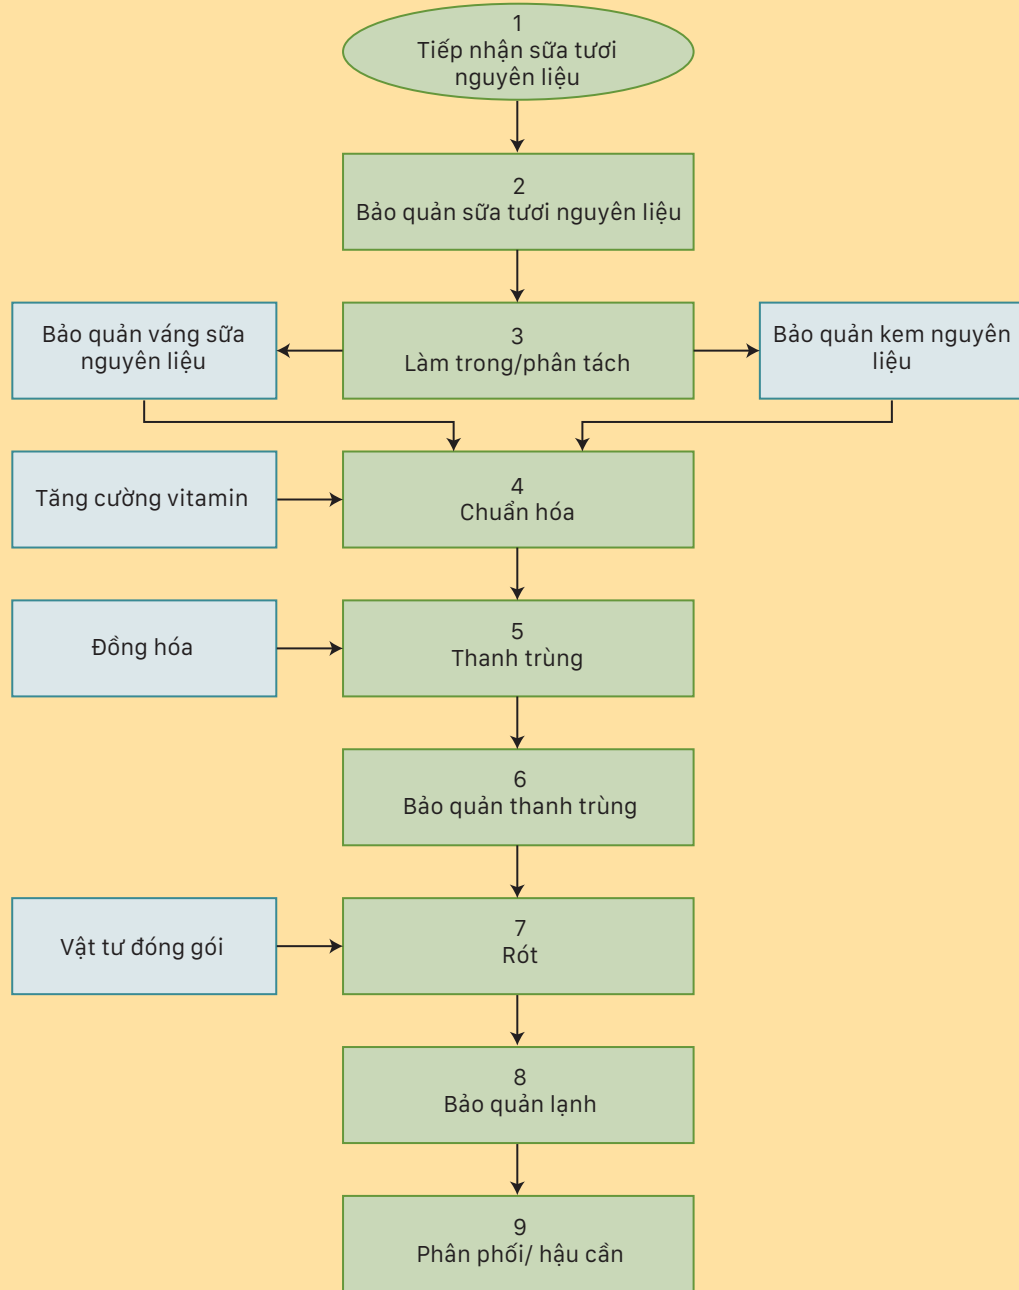 1
Tiếp nhận sữa tươi
nguyên liệu
2
Bảo quản sữa tươi nguyên liệu
Bảo quản váng sữa
nguyên liệu
3
Làm trong/phân tách
Bảo quản kem nguyên
liệu
Tăng cường vitamin
4
Chuẩn hóa
Đồng hóa
5
Thanh trùng
6
Bảo quản thanh trùng
Vật tư đóng gói
7
Rót
8
Bảo quản lạnh
9
Phân phối/ hậu cần